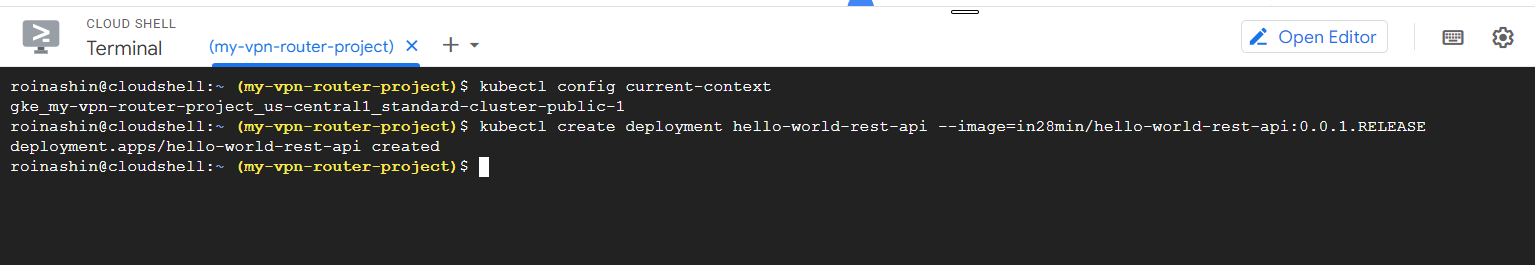 CLOUD SHELL
Terminal
(my-vpn-router-project)
Open Editor
roinashin@cloudshell:~ (my-vpn-router-project)$ kubectl config current-context
gke_my-vpn-router-project_us-central1_standard-cluster-public-1
roinashin@cloudshell:~ (my-vpn-router-project)$ kubectl create deployment hello-world-rest-api --image=in28min/hello-world-rest-api:0.0.1.RELEASE
deployment.apps/hello-world-rest-api created
roinashin@cloudshell:~ (my-vpn-router-project)$